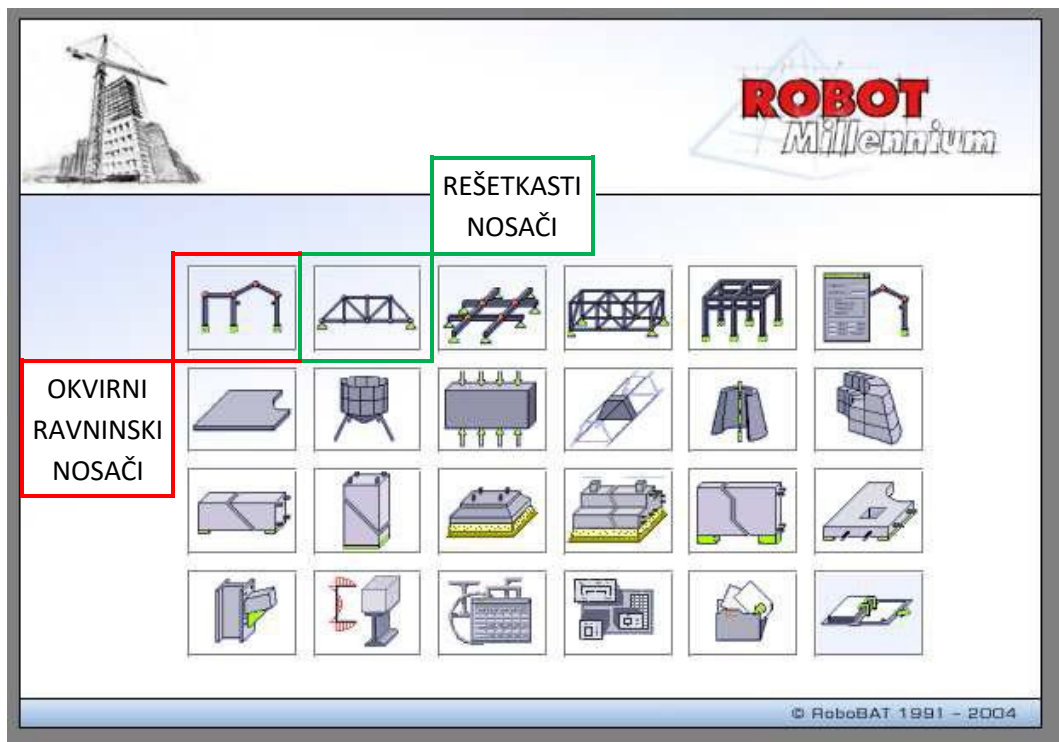 ROBOT
Millennium
REŠETKASTI
NOSAČI
OKVIRNI
RAVNINSKI
NOSAČI
© RoboBAT 1991 - 2004